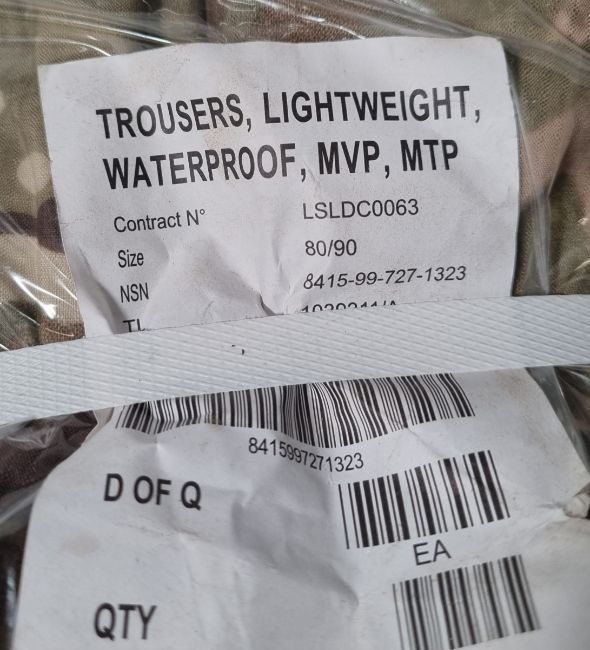 TROUSERS, LIGHTWEIGHT,
WATERPROOF, MVP, MTP
Contract N° LSLDC0063
Size 80/90
NSN 8415-99-727-1323
8415997271323
D OF Q
EA
QTY